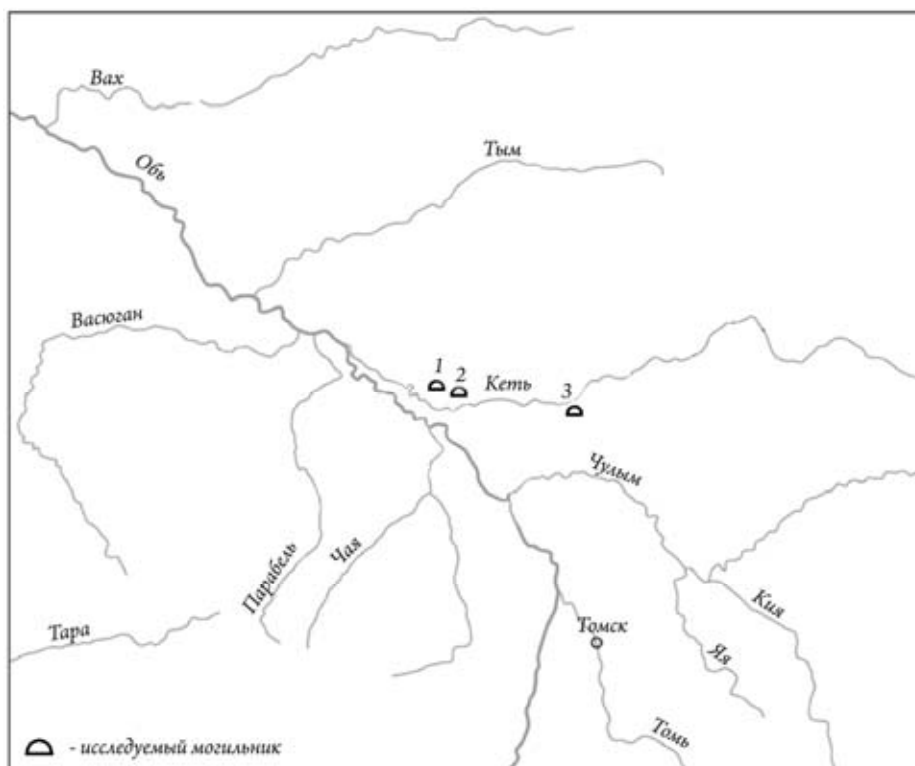 Вах
Обь
Тым
Васюган
1
2
Кеть
3
Чулым
Парабель
Чая
Кия
Тара
Томск
Яя
Томь
- исследуемый могильник